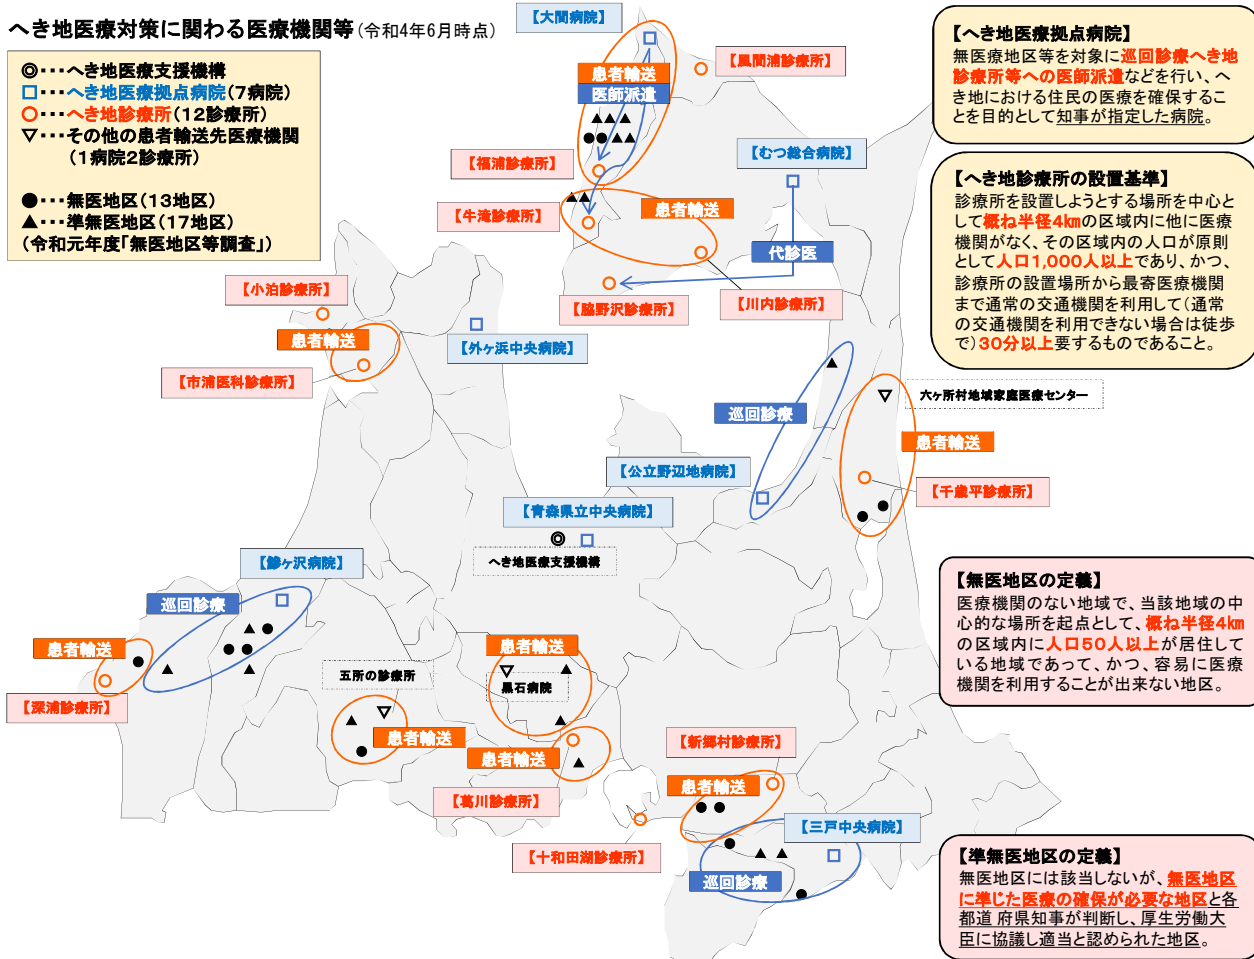 へき地医療対策に関わる医療機関等(令和4年6月時点)
◎・・・へき地医療支援機構
□・・・へき地医療拠点病院(7病院)
○・・・へき地診療所(12診療所)
▽・・・その他の患者輸送先医療機関
(1病院2診療所)
●・・・無医地区(13地区)
▲・・・準無医地区(17地区)
(令和元年度「無医地区等調査」)
【大間病院】
患者輸送
医師派遣
【風間浦診療所】
【福浦診療所】
【むつ総合病院】
【牛滝診療所】
患者輸送
代診医
【脇野沢診療所】
【川内診療所】
【小泊診療所】
患者輸送
【市浦医科診療所】
【外ヶ浜中央病院】
巡回診療
六ヶ所村地域家庭医療センター
患者輸送
【公立野辺地病院】
【千歳平診療所】
【青森県立中央病院】
へき地医療支援機構
【鰺ヶ沢病院】
巡回診療
患者輸送
【深浦診療所】
五所の診療所
患者輸送
患者輸送
黒石病院
患者輸送
【葛川診療所】
【新郷村診療所】
患者輸送
【十和田湖診療所】
【三戸中央病院】
巡回診療
【へき地医療拠点病院】
無医療地区等を対象に巡回診療へき地
診療所等への医師派遣などを行い、へ
き地における住民の医療を確保するこ
とを目的として知事が指定した病院。
【へき地診療所の設置基準】
診療所を設置しようとする場所を中心と
して概ね半径4kmの区域内に他に医療
機関がなく、その区域内の人口が原則
として人口1,000人以上であり、かつ、
診療所の設置場所から最寄医療機関
まで通常の交通機関を利用して(通常
の交通機関を利用できない場合は徒歩
で)30分以上要するものであること。
【無医地区の定義】
医療機関のない地域で、当該地域の中
心的な場所を起点として、概ね半径4km
の区域内に人口50人以上が居住して
いる地域であって、かつ、容易に医療
機関を利用することが出来ない地区。
【準無医地区の定義】
無医地区には該当しないが、無医地区
に準じた医療の確保が必要な地区と各
都道 府県知事が判断し、厚生労働大
臣に協議し適当と認められた地区。